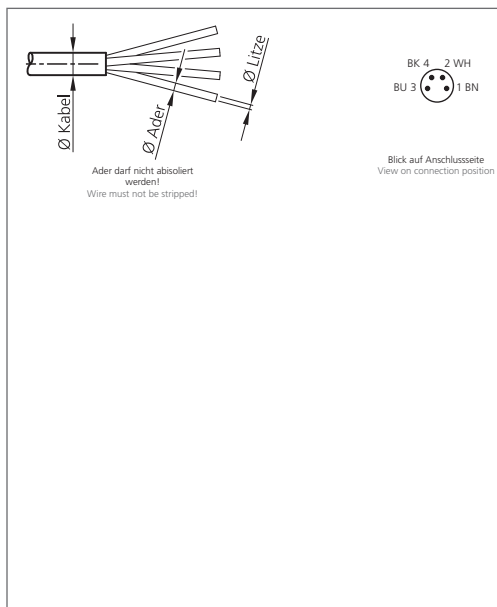 Ø Kabel
Ø Ader
Ø Litze
Ader darf nicht abisoliert
werden!
Wire must not be stripped!
BK 4 2 WH
BU 3 1 BN
Blick auf Anschlussseite
View on connection position